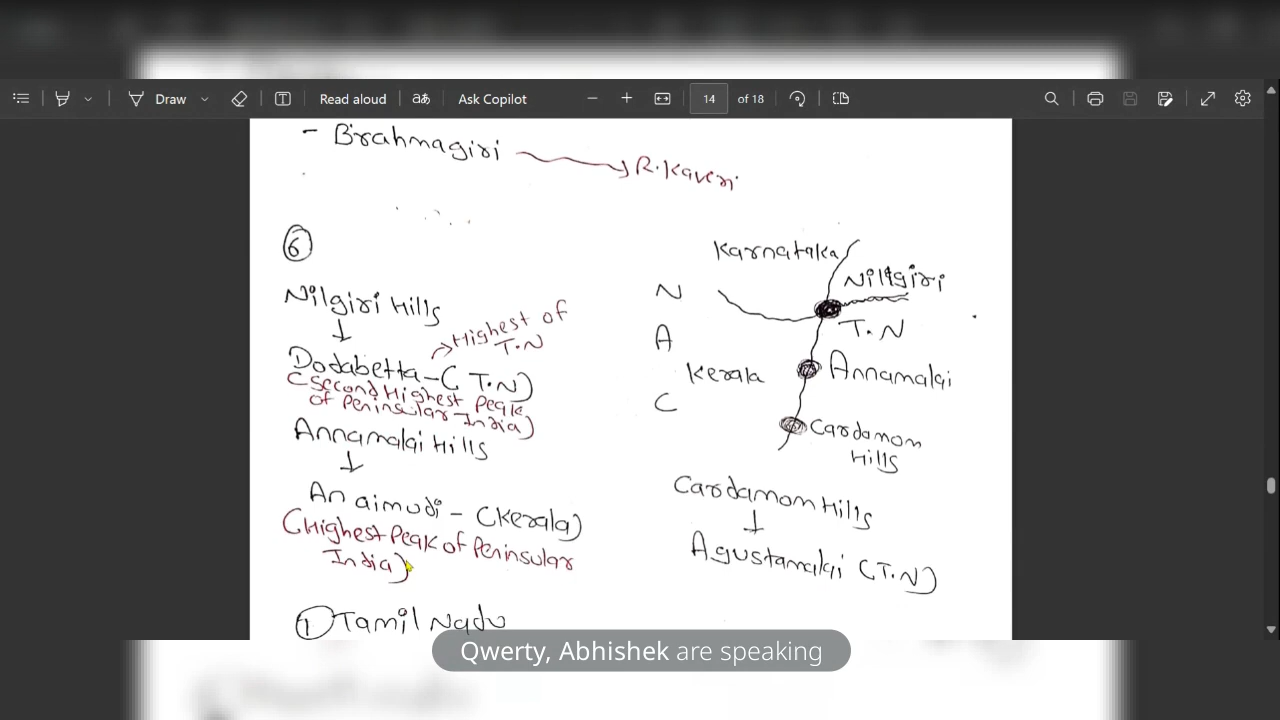 Draw
Read aloud
aあ
Ask Copilot
14
of 18
- Brahmagiri
R. Kaveri
6
Nilgiri Hills
Highest of
T.N
Dodabetta - (T.N)
(Second Highest Peak
of Peninsular India)
Annamalai Hills
Anaimudi - (Kerala)
(Highest Peak of Peninsular
India)
① Tamil Nadu
Karnataka
Nilgiri
N
T.N
A
Kerala
Annamalai
C
Cardamom
Hills
Cardamom Hills
Agustamalai (T.N)
Qwerty, Abhishek are speaking